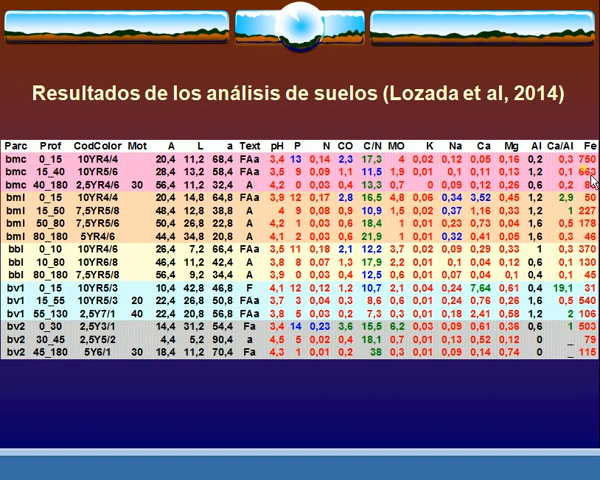 Resultados de los análisis de suelos (Lozada et al, 2014)
Parc Prof CodColor Mot A L a Text pH P N CO C/N MO K Na Ca Mg Al Ca/Al Fe
bmc 0_15 10YR4/4 20,4 11,2 68,4 FAa 3,4 13 0,14 2,3 17,3 4 0,02 0,12 0,05 0,16 0,2 0,3 750
bmc 15_40 10YR5/6 28,4 13,2 58,4 FAa 3,5 9 0,09 1,1 11,5 1,9 0,02 0,1 0,11 0,13 1,2 0,1
bmc 40_180 2,5YR4/6 30 56,4 11,2 32,4 A 4,2 0 0,03 0,4 13,3 0,7 0 0,09 0,12 0,26 0,6 0,2
bml 0_15 10YR4/4 20,4 14,8 64,8 FAa 3,9 12 0,17 2,8 16,5 4,8 0,06 0,34 3,52 0,45 1,2 2,9 50
bml 15_50 7,5YR5/8 48,4 12,8 38,8 A 4 9 0,08 0,9 10,9 1,5 0,02 0,37 1,16 0,33 1,2 1 227
bml 50_80 7,5YR5/6 50,4 26,8 22,8 A 4,2 1 0,03 0,6 18,4 1 0,01 0,23 0,73 0,04 1,6 0,5 178
bml 80_180 5YR4/6 44,4 34,8 20,8 A 4,1 2 0,03 0,6 21,9 1 0,01 0,32 0,41 0,05 1,6 0,3 46
bbl 0_10 10YR4/6 26,4 7,2 66,4 FAa 3,5 11 0,18 2,1 12,2 3,7 0,02 0,09 0,29 0,33 1 0,3 370
bbl 10_80 10YR6/8 46,4 11,2 42,4 A 3,8 8 0,07 1,3 17,9 2,2 0,01 0,1 0,04 0,12 0,6 0,1 130
bbl 80_180 7,5YR5/8 56,4 9,2 34,4 A 3,9 0 0,03 0,4 12,5 0,6 0,01 0,07 0,04 0,1 0,4 0,1 45
bv1 0_15 10YR5/3 10,4 42,8 46,8 F 4,1 12 0,12 1,2 10,7 2,1 0,04 0,24 7,64 0,51 0,4 19,1 31
bv1 15_55 10YR5/3 20 22,4 26,8 50,8 FAa 3,7 3 0,04 0,3 8,6 0,6 0,01 0,24 0,76 0,26 1,6 0,5 540
bv1 55_130 2,5Y7/1 40 22,4 20,8 56,8 FAa 3,8 5 0,03 0,2 7,3 0,4 0,01 0,18 2,41 0,58 1,2 2 106
bv2 0_30 2,5Y3/1 14,4 31,2 54,4 Fa 3,7 14 0,23 3,6 15,5 6,2 0,03 0,09 0,11 0,36 0,6 1 503
bv2 30_45 2,5Y5/2 4,4 5,2 90,4 a 4,5 5 0,02 0,4 18,1 0,7 0,01 0,13 0,52 0,12 0 _ 79
bv2 45_180 5Y6/1 30 18,4 11,2 70,4 Fa 4,3 1 0,01 0,2 38 0,3 0,01 0,09 0,14 0,74 0 _ 115